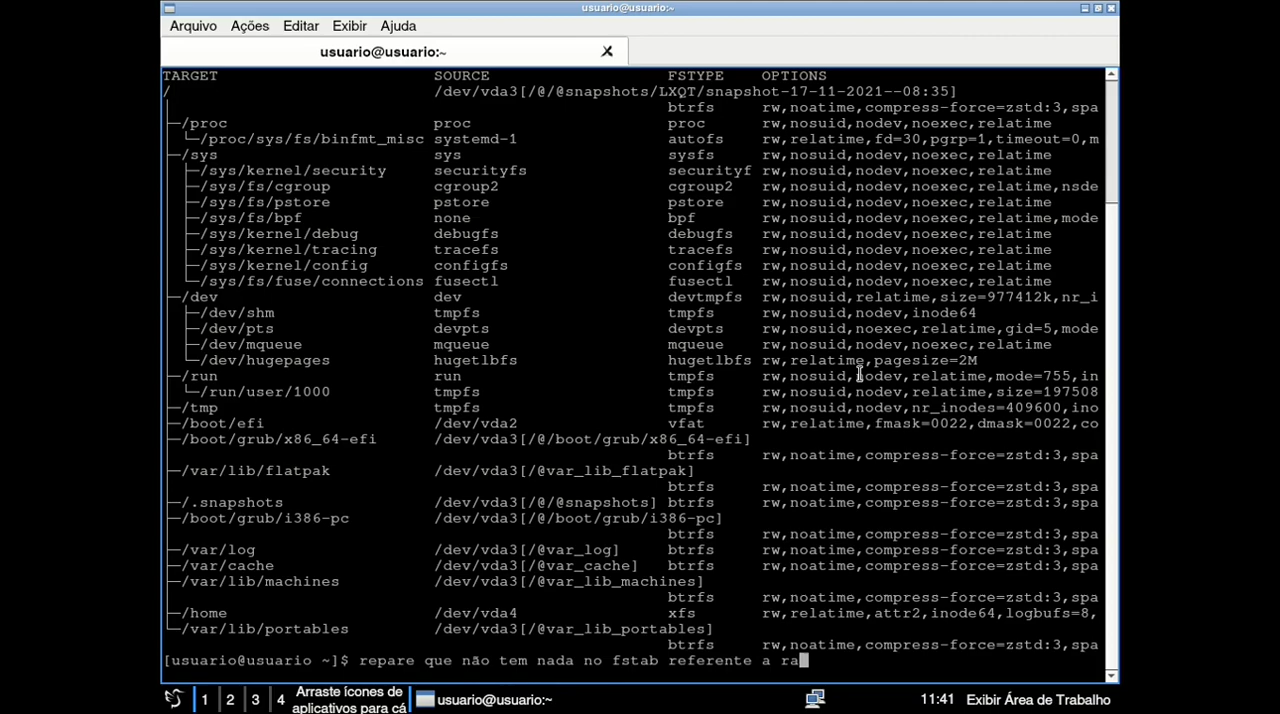 usuario@usuario:~
Arquivo Ações Editar Exibir Ajuda
usuario@usuario:~ X
TARGET SOURCE FSTYPE OPTIONS
/ /dev/vda3[/@/@snapshots/LXQT/snapshot-17-11-2021--08:35]
btrfs rw,noatime,compress-force=zstd:3,spa
├─/proc proc proc rw,nosuid,nodev,noexec,relatime
│ └─/proc/sys/fs/binfmt_misc systemd-1 autofs rw,relatime,fd=30,pgrp=1,timeout=0,m
├─/sys sys sysfs rw,nosuid,nodev,noexec,relatime
│ ├─/sys/kernel/security securityfs securityf rw,nosuid,nodev,noexec,relatime
│ ├─/sys/fs/cgroup cgroup2 cgroup2 rw,nosuid,nodev,noexec,relatime,nsde
│ ├─/sys/fs/pstore pstore pstore rw,nosuid,nodev,noexec,relatime
│ ├─/sys/fs/bpf none bpf rw,nosuid,nodev,noexec,relatime,mode
│ ├─/sys/kernel/debug debugfs debugfs rw,nosuid,nodev,noexec,relatime
│ ├─/sys/kernel/tracing tracefs tracefs rw,nosuid,nodev,noexec,relatime
│ ├─/sys/kernel/config configfs configfs rw,nosuid,nodev,noexec,relatime
│ └─/sys/fs/fuse/connections fusectl fusectl rw,nosuid,nodev,noexec,relatime
├─/dev dev devtmpfs rw,nosuid,relatime,size=977412k,nr_i
│ ├─/dev/shm tmpfs tmpfs rw,nosuid,nodev,inode64
│ ├─/dev/pts devpts devpts rw,nosuid,noexec,relatime,gid=5,mode
│ ├─/dev/mqueue mqueue mqueue rw,nosuid,nodev,noexec,relatime
│ └─/dev/hugepages hugetlbfs hugetlbfs rw,relatime,pagesize=2M
├─/run run tmpfs rw,nosuid,nodev,relatime,mode=755,in
│ └─/run/user/1000 tmpfs tmpfs rw,nosuid,nodev,relatime,size=197508
├─/tmp tmpfs tmpfs rw,nosuid,nodev,nr_inodes=409600,ino
├─/boot/efi /dev/vda2 vfat rw,relatime,fmask=0022,dmask=0022,co
├─/boot/grub/x86_64-efi /dev/vda3[/@/boot/grub/x86_64-efi]
│ btrfs rw,noatime,compress-force=zstd:3,spa
├─/var/lib/flatpak /dev/vda3[/@var_lib_flatpak]
│ btrfs rw,noatime,compress-force=zstd:3,spa
├─/.snapshots /dev/vda3[/@/@snapshots] btrfs rw,noatime,compress-force=zstd:3,spa
├─/boot/grub/i386-pc /dev/vda3[/@/boot/grub/i386-pc]
│ btrfs rw,noatime,compress-force=zstd:3,spa
├─/var/log /dev/vda3[/@var_log] btrfs rw,noatime,compress-force=zstd:3,spa
├─/var/cache /dev/vda3[/@var_cache] btrfs rw,noatime,compress-force=zstd:3,spa
├─/var/lib/machines /dev/vda3[/@var_lib_machines]
│ btrfs rw,noatime,compress-force=zstd:3,spa
├─/home /dev/vda4 xfs rw,relatime,attr2,inode64,logbufs=8,
└─/var/lib/portables /dev/vda3[/@var_lib_portables]
btrfs rw,noatime,compress-force=zstd:3,spa
[usuario@usuario ~]$ repare que não tem nada no fstab referente a ra
1 2 3 4 Arraste ícones de aplicativos para cá usuario@usuario:~ 11:41 Exibir Área de Trabalho